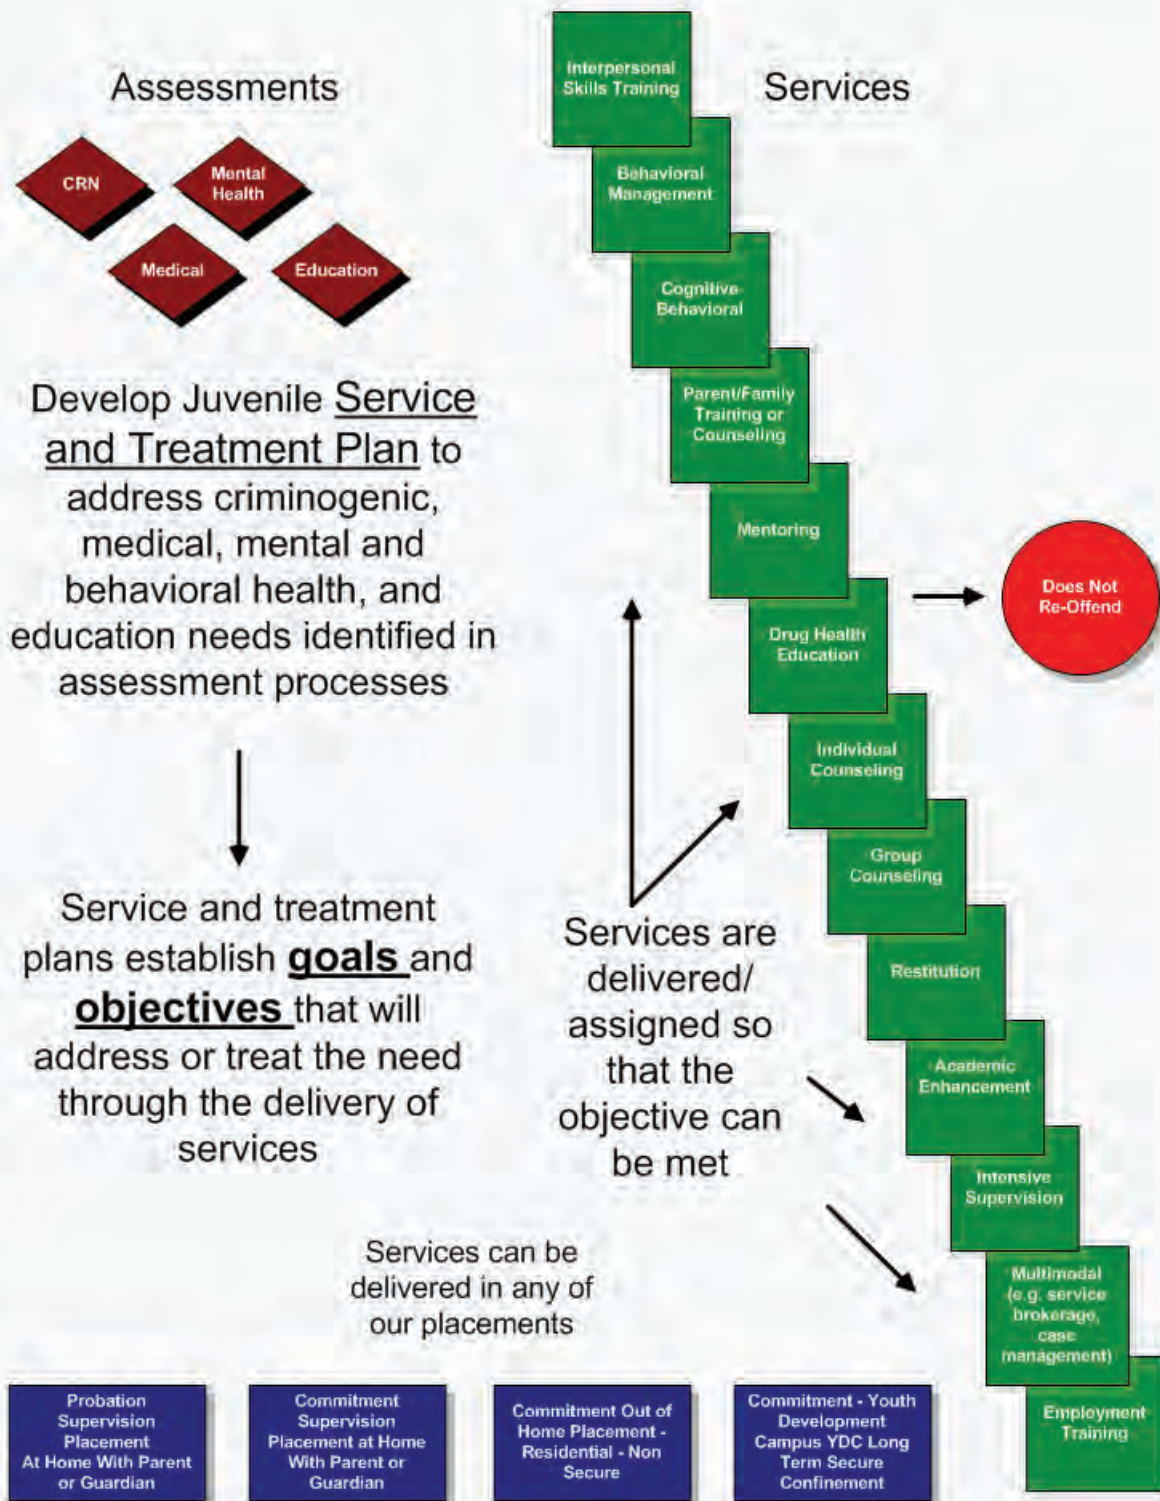 Assessments
CRN
Mental
Health
Medical
Education
Develop Juvenile Service
and Treatment Plan to
address criminogenic,
medical, mental and
behavioral health, and
education needs identified in
assessment processes
Service and treatment
plans establish goals and
objectives that will
address or treat the need
through the delivery of
services
Services
Interpersonal
Skills Training
Behavioral
Management
Cognitive
Behavioral
Parent/Family
Training or
Counseling
Mentoring
Drug Health
Education
Individual
Counseling
Group
Counseling
Restitution
Academic
Enhancement
Intensive
Supervision
Multimodal
(e.g. service
brokerage,
case
management)
Employment
Training
Does Not
Re-Offend
Services are
delivered/
assigned so
that the
objective can
be met
Services can be
delivered in any of
our placements
Probation
Supervision
Placement
At Home With Parent
or Guardian
Commitment
Supervision
Placement at Home
With Parent or
Guardian
Commitment Out of
Home Placement -
Residential - Non
Secure
Commitment - Youth
Development
Campus YDC Long
Term Secure
Confinement